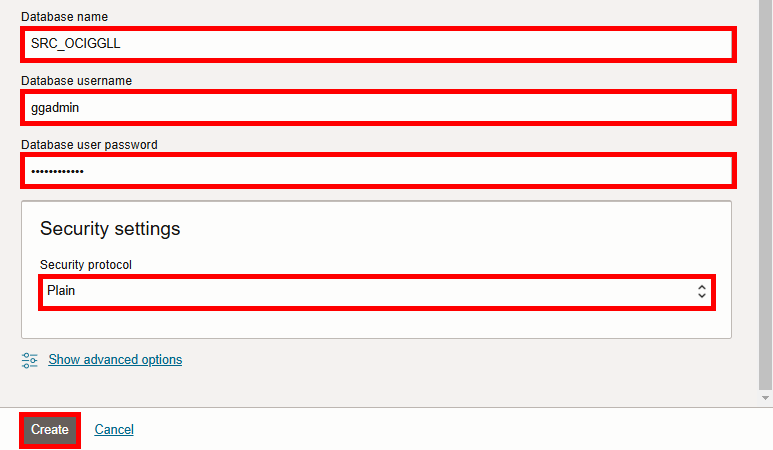 Database name
SRC_OCIGGLL
Database username
ggadmin
Database user password
••••••••••••
Security settings
Security protocol
Plain
Show advanced options
Create Cancel